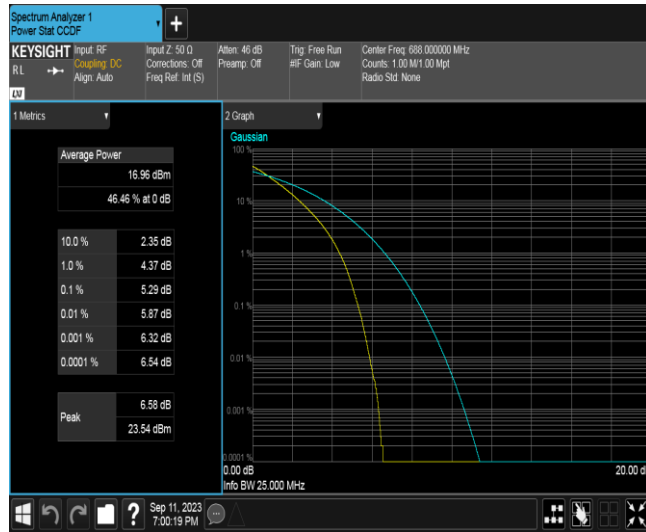 Spectrum Analyzer 1
Power Stat CCDF
+
KEYSIGHT
RL
LXI
Input: RF
Coupling: DC
Align: Auto
Input Z: 50 Ω
Corrections: Off
Freq Ref: Int (S)
Atten: 46 dB
Preamp: Off
Trig: Free Run
#IF Gain: Low
Center Freq: 688.000000 MHz
Counts: 1.00 M/1.00 Mpt
Radio Std: None
1 Metrics
Average Power
16.96 dBm
46.46 % at 0 dB
10.0 % 2.35 dB
1.0 % 4.37 dB
0.1 % 5.29 dB
0.01 % 5.87 dB
0.001 % 6.32 dB
0.0001 % 6.54 dB
Peak
6.58 dB
23.54 dBm
2 Graph
Gaussian
100 %
10 %
1 %
0.1 %
0.01 %
0.001 %
0.0001 %
0.00 dB
20.00 d
Info BW 25.000 MHz
?
Sep 11, 2023
7:00:19 PM